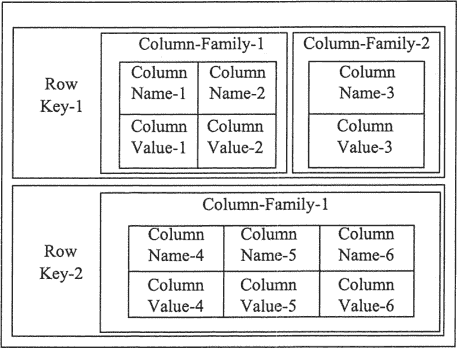 Column-Family-1
Column-Family-2
Row
Key-1
Column
Name-1
Column
Name-2
Column
Name-3
Column
Value-1
Column
Value-2
Column
Value-3
Column-Family-1
Row
Key-2
Column
Name-4
Column
Name-5
Column
Name-6
Column
Value-4
Column
Value-5
Column
Value-6